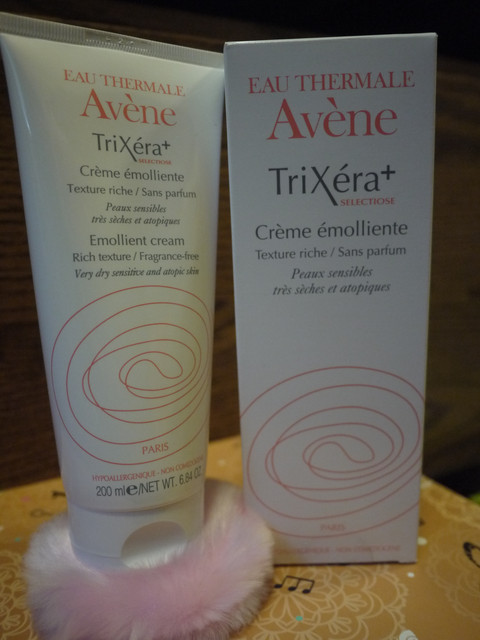 EAU THERMALE
Avène
TriXéra+
SELECTIOSE
Crème émolliente
Texture riche / Sans parfum
Peaux sensibles
très sèches et atopiques
Emollient cream
Rich texture / Fragrance-free
Very dry sensitive and atopic skin
PARIS
HYPOALLERGENIQUE - NON COMEDOGENE
200 ml e/NET WT. 6.84 OZ.
EAU THERMALE
Avène
TriXéra+
SELECTIOSE
Crème émolliente
Texture riche / Sans parfum
Peaux sensibles
très sèches et atopiques
PARIS
HYPOALLERGENIQUE - NON COMEDOGENE